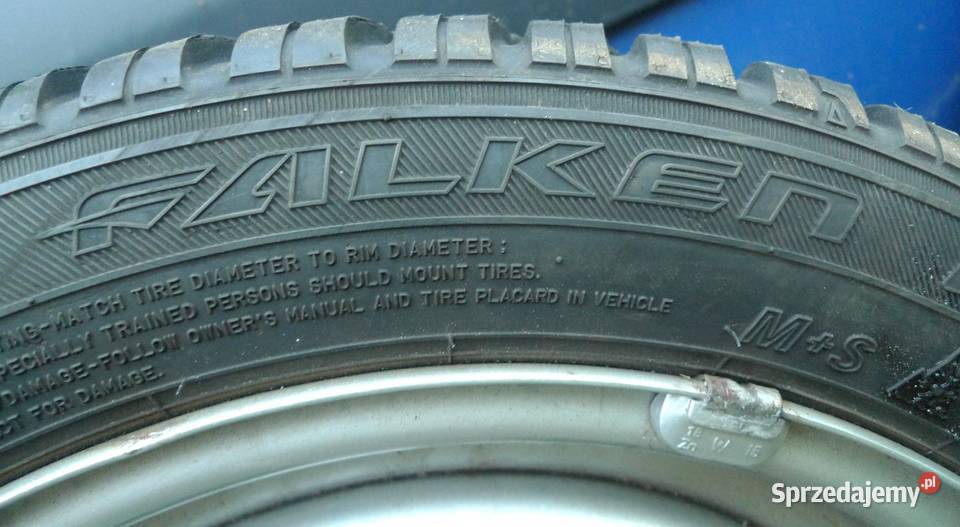 FALKEN
MATCH TIRE DIAMETER TO RIM DIAMETER;
TRAINED PERSONS SHOULD MOUNT TIRES.
DAMAGE-FOLLOW OWNER'S MANUAL AND TIRE PLACARD IN VEHICLE
FOR DAMAGE.
M+S
Sprzedajemy.pl